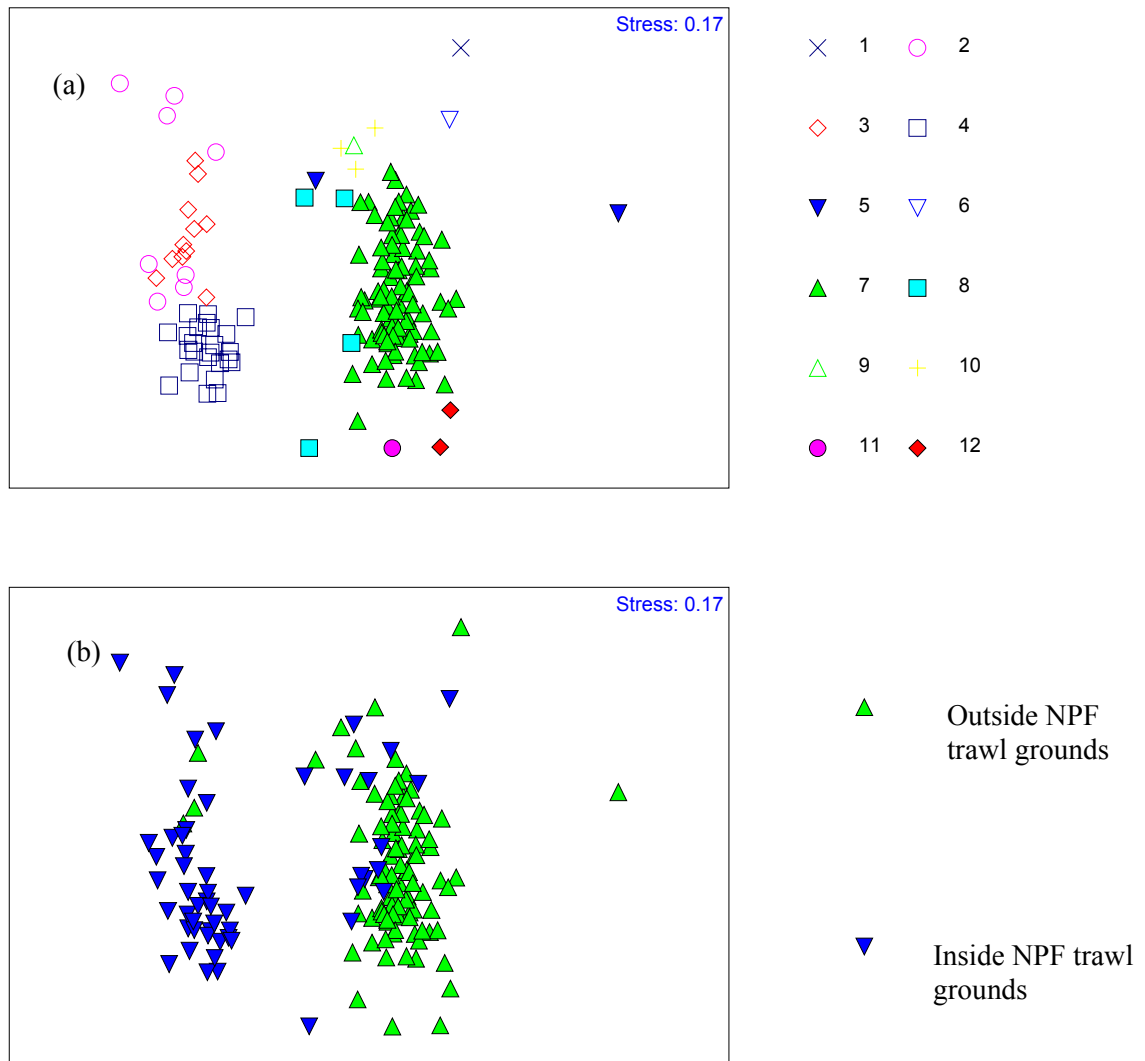 Stress: 0.17
(a)
1 2
3 4
5 6
7 8
9 10
11 12
Stress: 0.17
(b)
Outside NPF
trawl grounds
Inside NPF trawl
grounds